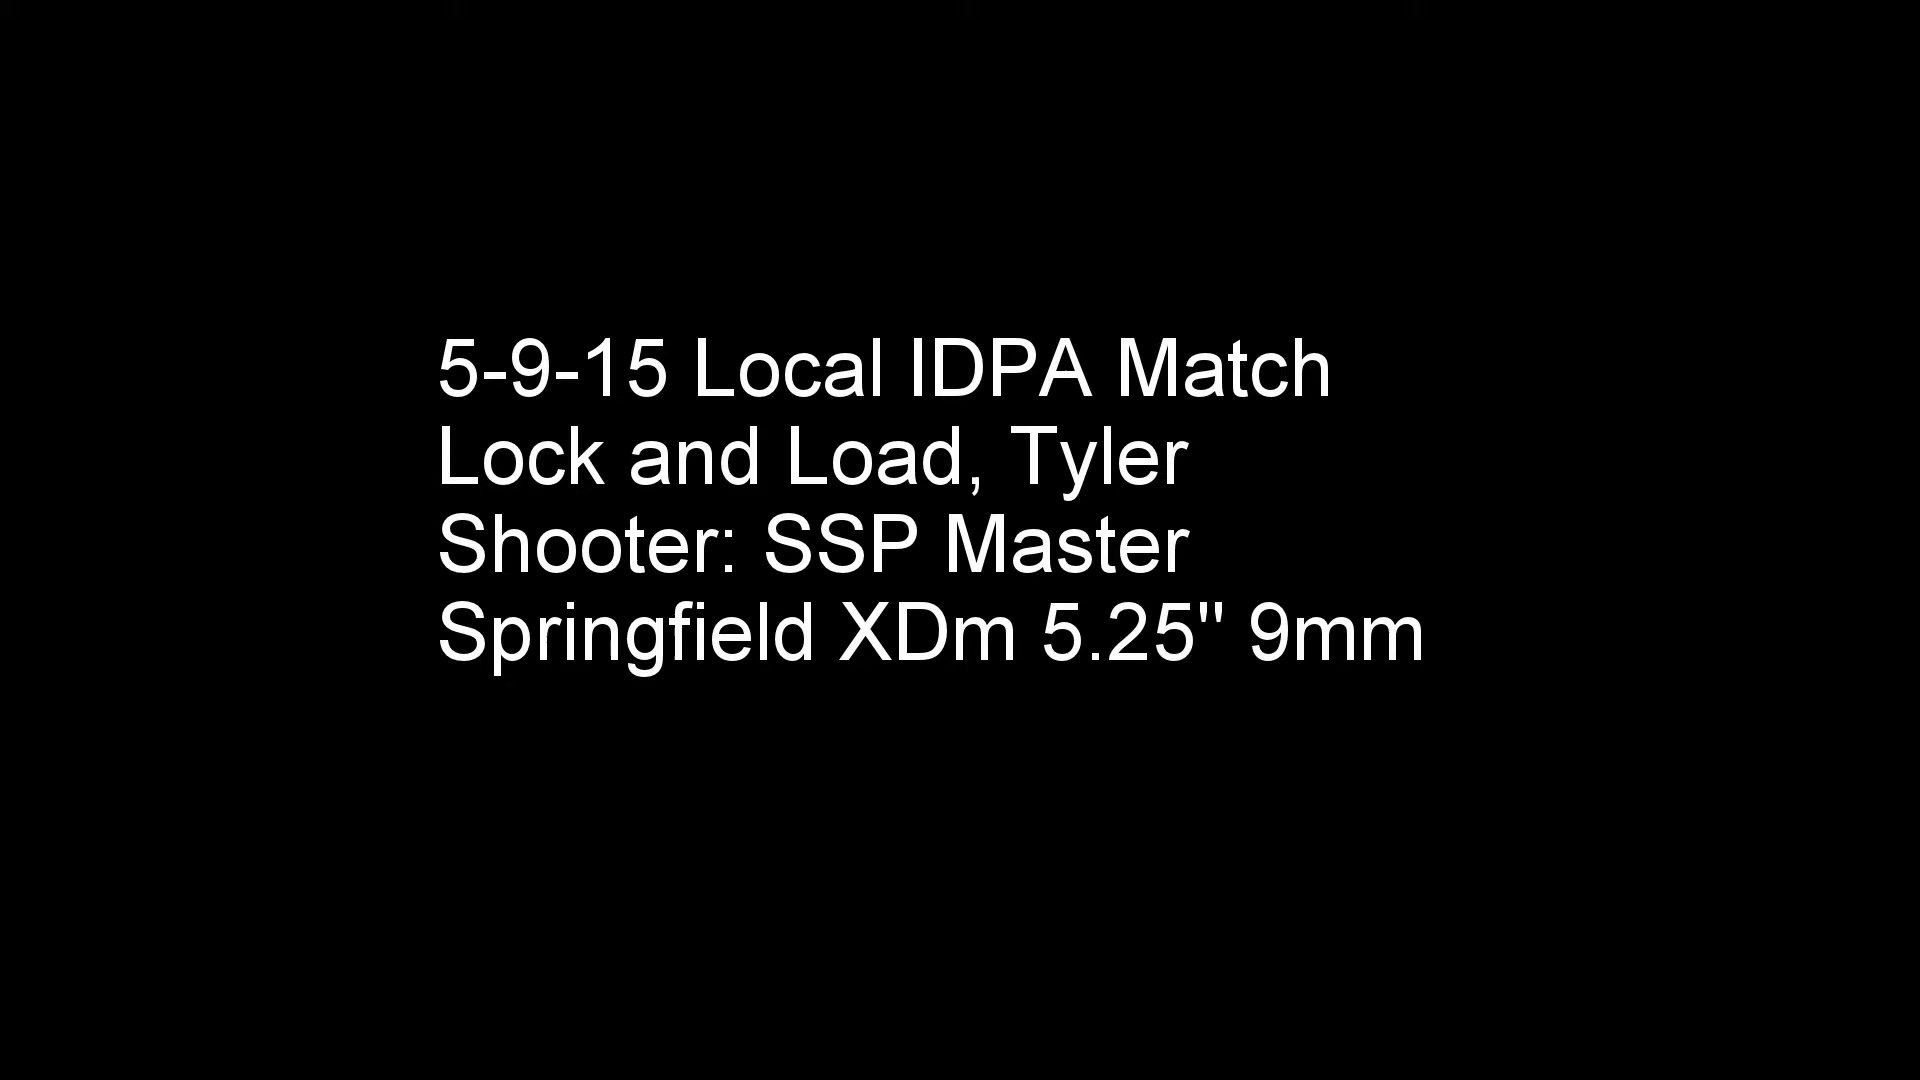 5-9-15 Local IDPA Match
Lock and Load, Tyler
Shooter: SSP Master
Springfield XDm 5.25" 9mm